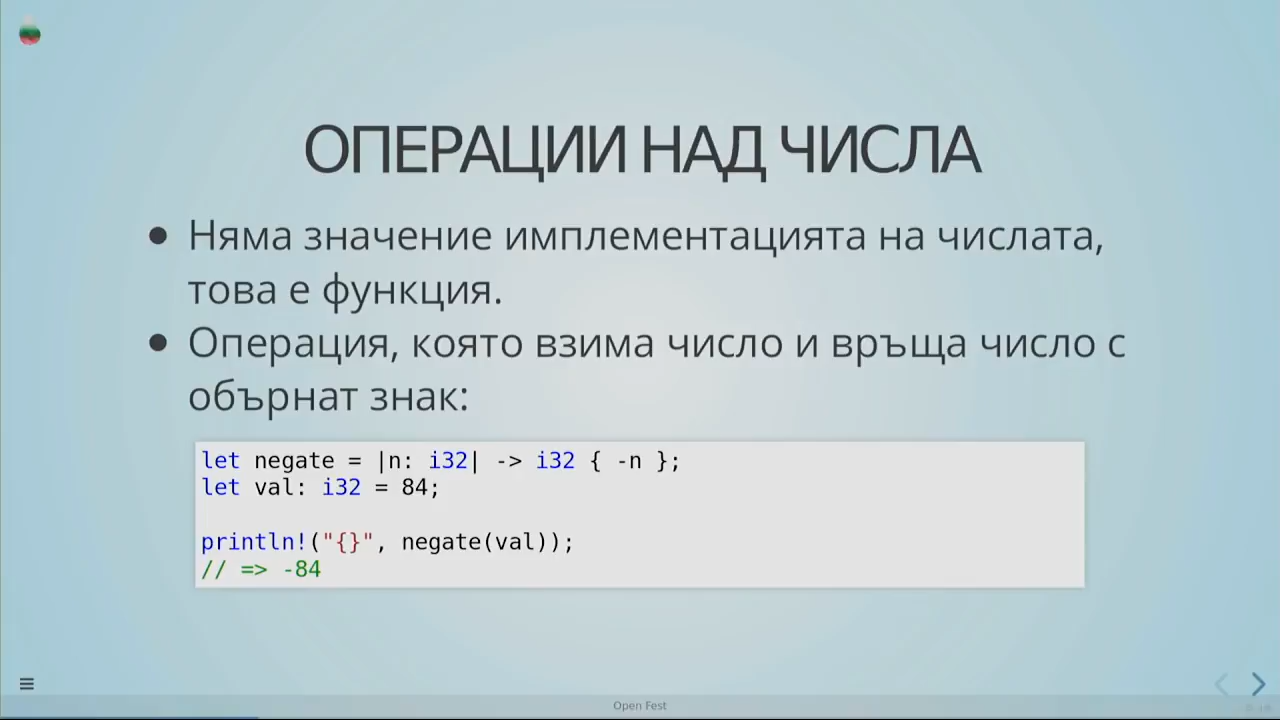 ОПЕРАЦИИ НАД ЧИСЛА
● Няма значение имплементацията на числата,
това е функция.
● Операция, която взима число и връща число с
обърнат знак:
let negate = |n: i32| -> i32 { -n };
let val: i32 = 84;
println!("{}", negate(val));
// => -84
Open Fest